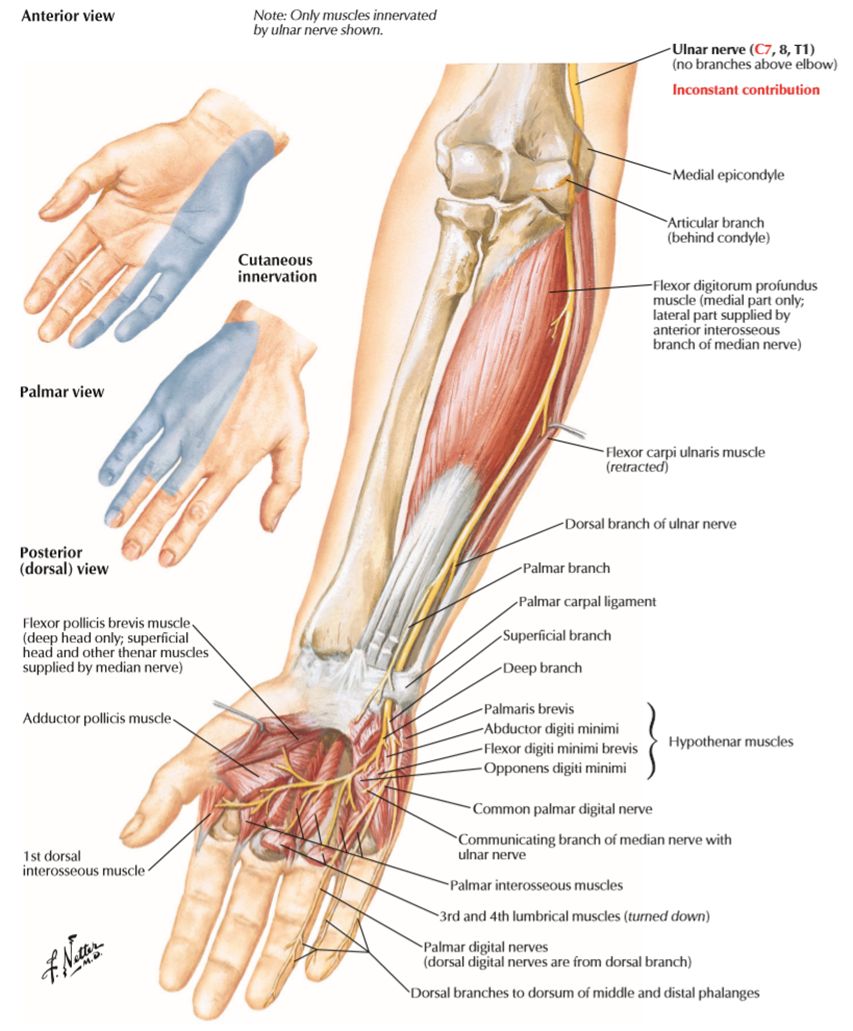 Anterior view
Note: Only muscles innervated
by ulnar nerve shown.
Ulnar nerve (C7, 8, T1)
(no branches above elbow)
Inconstant contribution
Medial epicondyle
Articular branch
(behind condyle)
Cutaneous
innervation
Flexor digitorum profundus
muscle (medial part only;
lateral part supplied by
anterior interosseous
branch of median nerve)
Palmar view
Flexor carpi ulnaris muscle
(retracted)
Dorsal branch of ulnar nerve
Posterior
(dorsal) view
Palmar branch
Palmar carpal ligament
Flexor pollicis brevis muscle
(deep head only; superficial
head and other thenar muscles
supplied by median nerve)
Superficial branch
Deep branch
Adductor pollicis muscle
Palmaris brevis
Abductor digiti minimi
Flexor digiti minimi brevis
Opponens digiti minimi
Hypothenar muscles
Common palmar digital nerve
Communicating branch of median nerve with
ulnar nerve
1st dorsal
interosseous muscle
Palmar interosseous muscles
3rd and 4th lumbrical muscles (turned down)
Palmar digital nerves
(dorsal digital nerves are from dorsal branch)
Dorsal branches to dorsum of middle and distal phalanges
F. Netter
M.D.